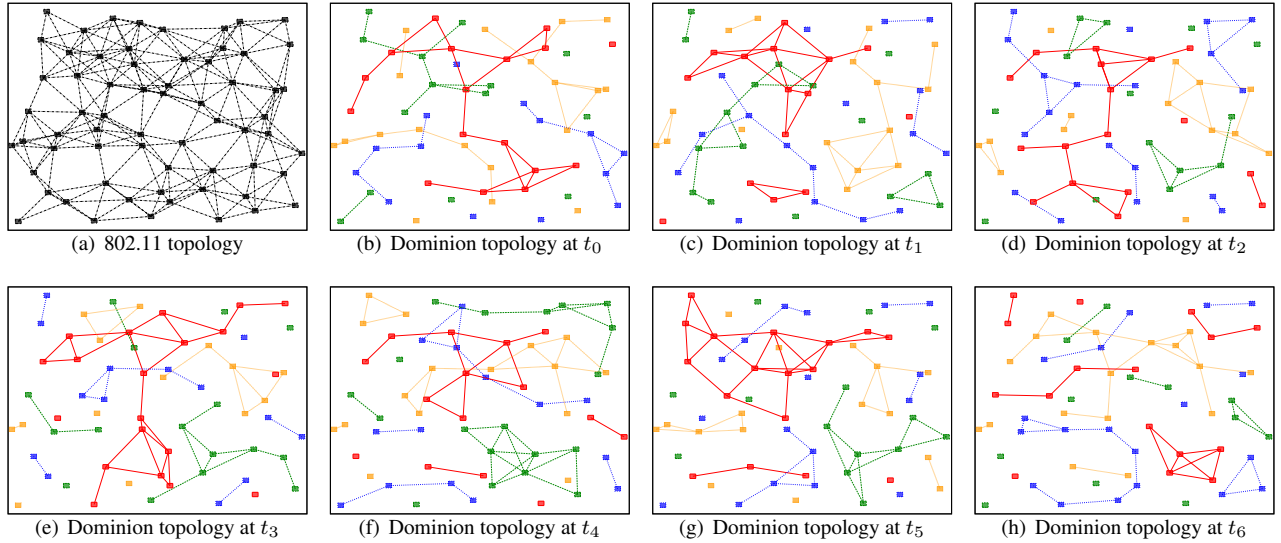 (a) 802.11 topology
(b) Dominion topology at t₀
(c) Dominion topology at t₁
(d) Dominion topology at t₂
(e) Dominion topology at t₃
(f) Dominion topology at t₄
(g) Dominion topology at t₅
(h) Dominion topology at t₆